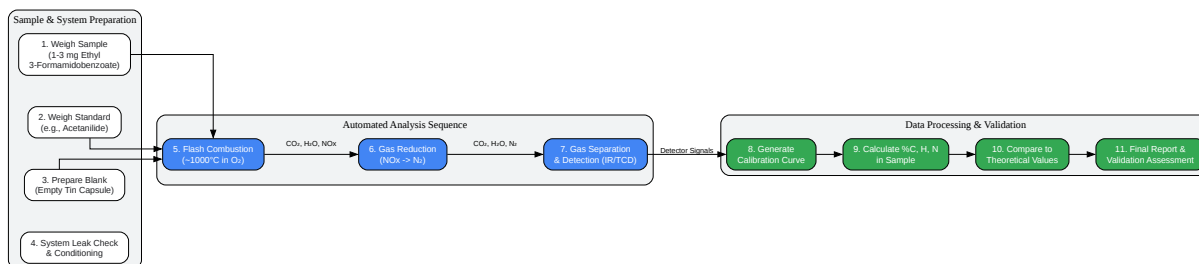 Sample & System Preparation
1. Weigh Sample
(1-3 mg Ethyl
3-Formamidobenzoate)
2. Weigh Standard
(e.g., Acetanilide)
3. Prepare Blank
(Empty Tin Capsule)
4. System Leak Check
& Conditioning
Automated Analysis Sequence
5. Flash Combustion
(~1000°C in O₂)
CO₂, H₂O, NOx
6. Gas Reduction
(NOx -> N₂)
CO₂, H₂O, N₂
7. Gas Separation
& Detection (IR/TCD)
Detector Signals
Data Processing & Validation
8. Generate
Calibration Curve
9. Calculate %C, H, N
in Sample
10. Compare to
Theoretical Values
11. Final Report &
Validation Assessment